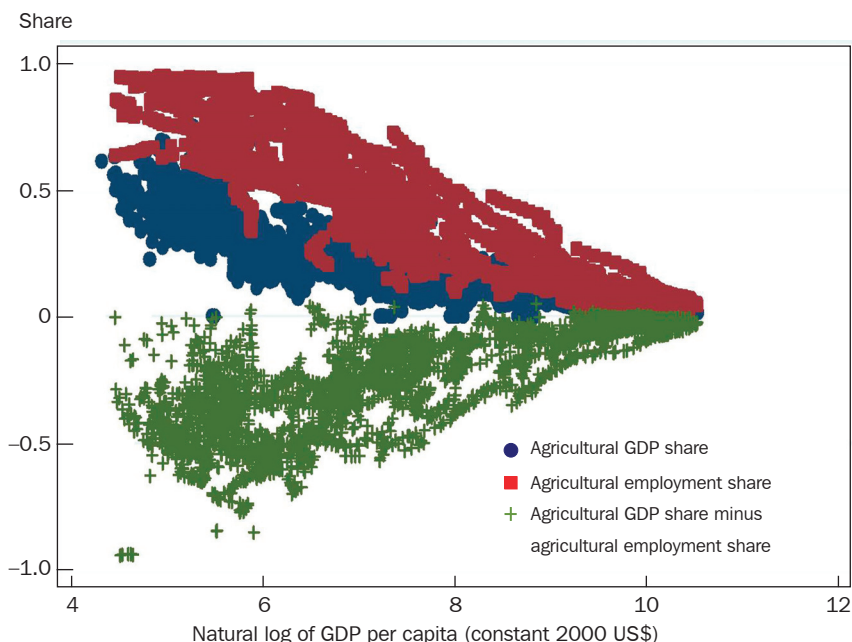 Share
1.0
0.5
0
–0.5
–1.0
Agricultural GDP share
Agricultural employment share
Agricultural GDP share minus
agricultural employment share
4 6 8 10 12
Natural log of GDP per capita (constant 2000 US$)